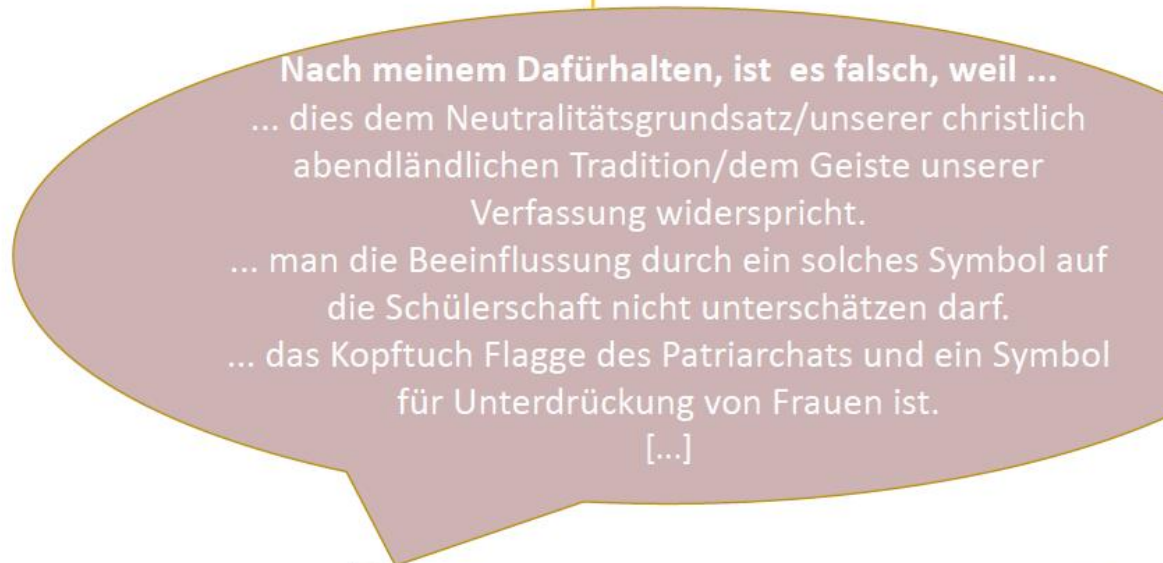 Nach meinem Dafürhalten, ist  es falsch, weil ...
... dies dem Neutralitätsgrundsatz/unserer christlich
abendländlichen Tradition/dem Geiste unserer
Verfassung widerspricht.
... man die Beeinflussung durch ein solches Symbol auf
die Schülerschaft nicht unterschätzen darf.
... das Kopftuch Flagge des Patriarchats und ein Symbol
für Unterdrückung von Frauen ist.
[...]